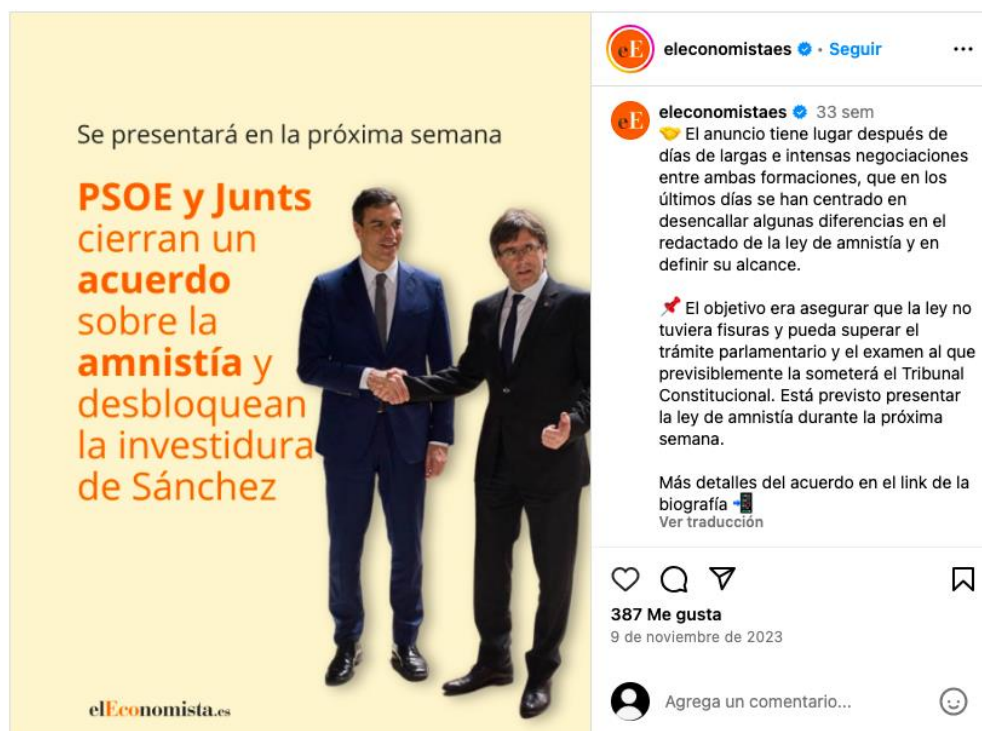 Se presentará en la próxima semana
PSOE y Junts
cierran un
acuerdo
sobre la
amnistía y
desbloquean
la investidura
de Sánchez
elEconomista.es
eE
eleconomistaes • Seguir
eE
eleconomistaes 33 sem
🤝 El anuncio tiene lugar después de
días de largas e intensas negociaciones
entre ambas formaciones, que en los
últimos días se han centrado en
desencallar algunas diferencias en el
redactado de la ley de amnistía y en
definir su alcance.
📌 El objetivo era asegurar que la ley no
tuviera fisuras y pueda superar el
trámite parlamentario y el examen al que
previsiblemente la someterá el Tribunal
Constitucional. Está previsto presentar
la ley de amnistía durante la próxima
semana.
Más detalles del acuerdo en el link de la
biografía 📲
Ver traducción
387 Me gusta
9 de noviembre de 2023
Agrega un comentario...